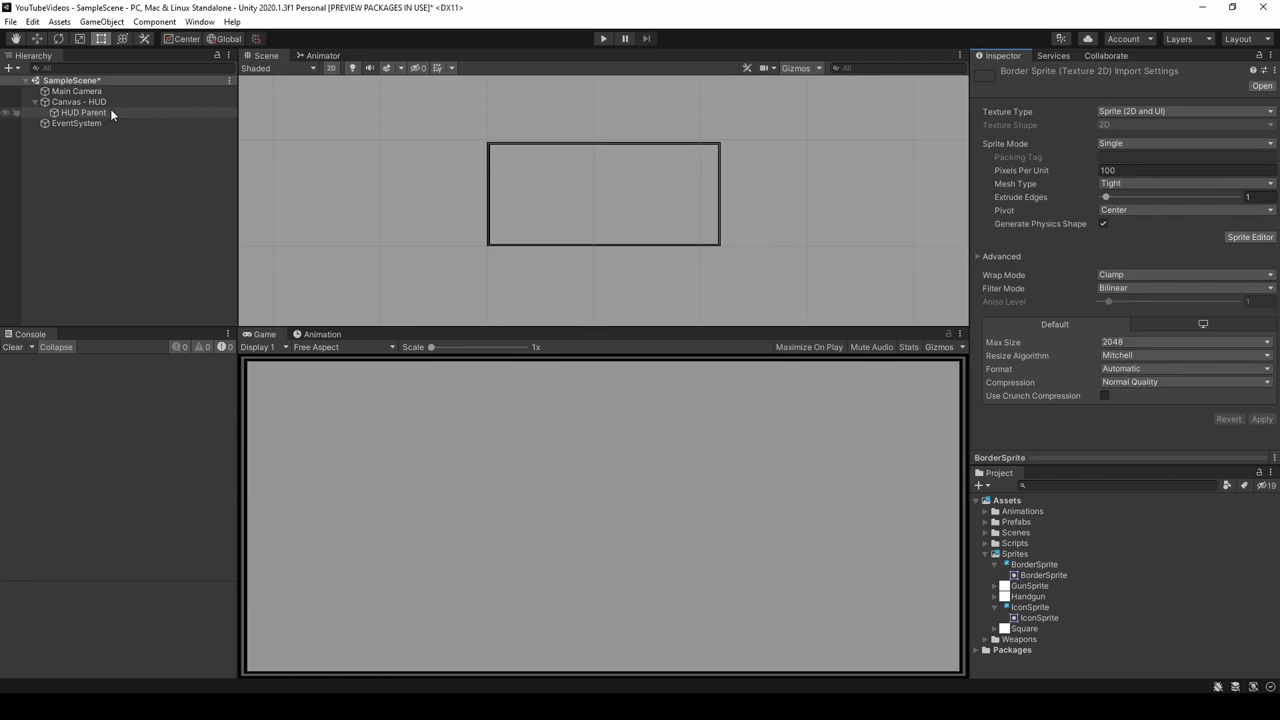 YouTubeVideos - SampleScene - PC, Mac & Linux Standalone - Unity 2020.1.3f1 Personal [PREVIEW PACKAGES IN USE]* <DX11>
File Edit Assets GameObject Component Window Help
Center Global Account Layers Layout
Hierarchy
All
SampleScene*
Main Camera
Canvas - HUD
HUD Parent
EventSystem
Scene Animator
Shaded 2D 0 Gizmos All
Console
Clear Collapse 0 0 0
Game Animation
Display 1 Free Aspect Scale 1x Maximize On Play Mute Audio Stats Gizmos
Inspector Services Collaborate
Border Sprite (Texture 2D) Import Settings
Open
Texture Type Sprite (2D and UI)
Texture Shape 2D
Sprite Mode Single
Packing Tag
Pixels Per Unit 100
Mesh Type Tight
Extrude Edges 1
Pivot Center
Generate Physics Shape
Sprite Editor
Advanced
Wrap Mode Clamp
Filter Mode Bilinear
Aniso Level 1
Default
Max Size 2048
Resize Algorithm Mitchell
Format Automatic
Compression Normal Quality
Use Crunch Compression
Revert Apply
BorderSprite
Project
19
Assets
Animations
Prefabs
Scenes
Scripts
Sprites
BorderSprite
BorderSprite
GunSprite
Handgun
IconSprite
IconSprite
Square
Weapons
Packages